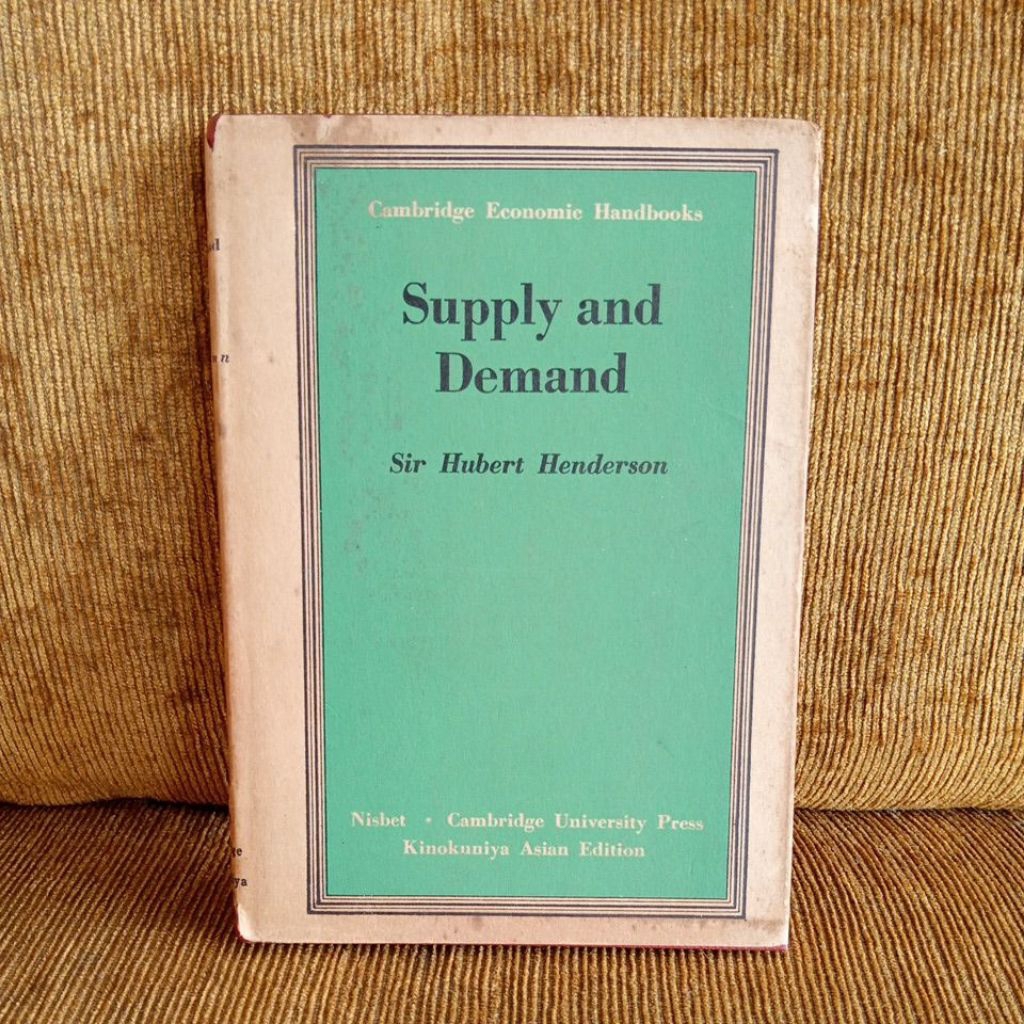 Cambridge Economic Handbooks
Supply and
Demand
Sir Hubert Henderson
Nisbet • Cambridge University Press
Kinokuniya Asian Edition